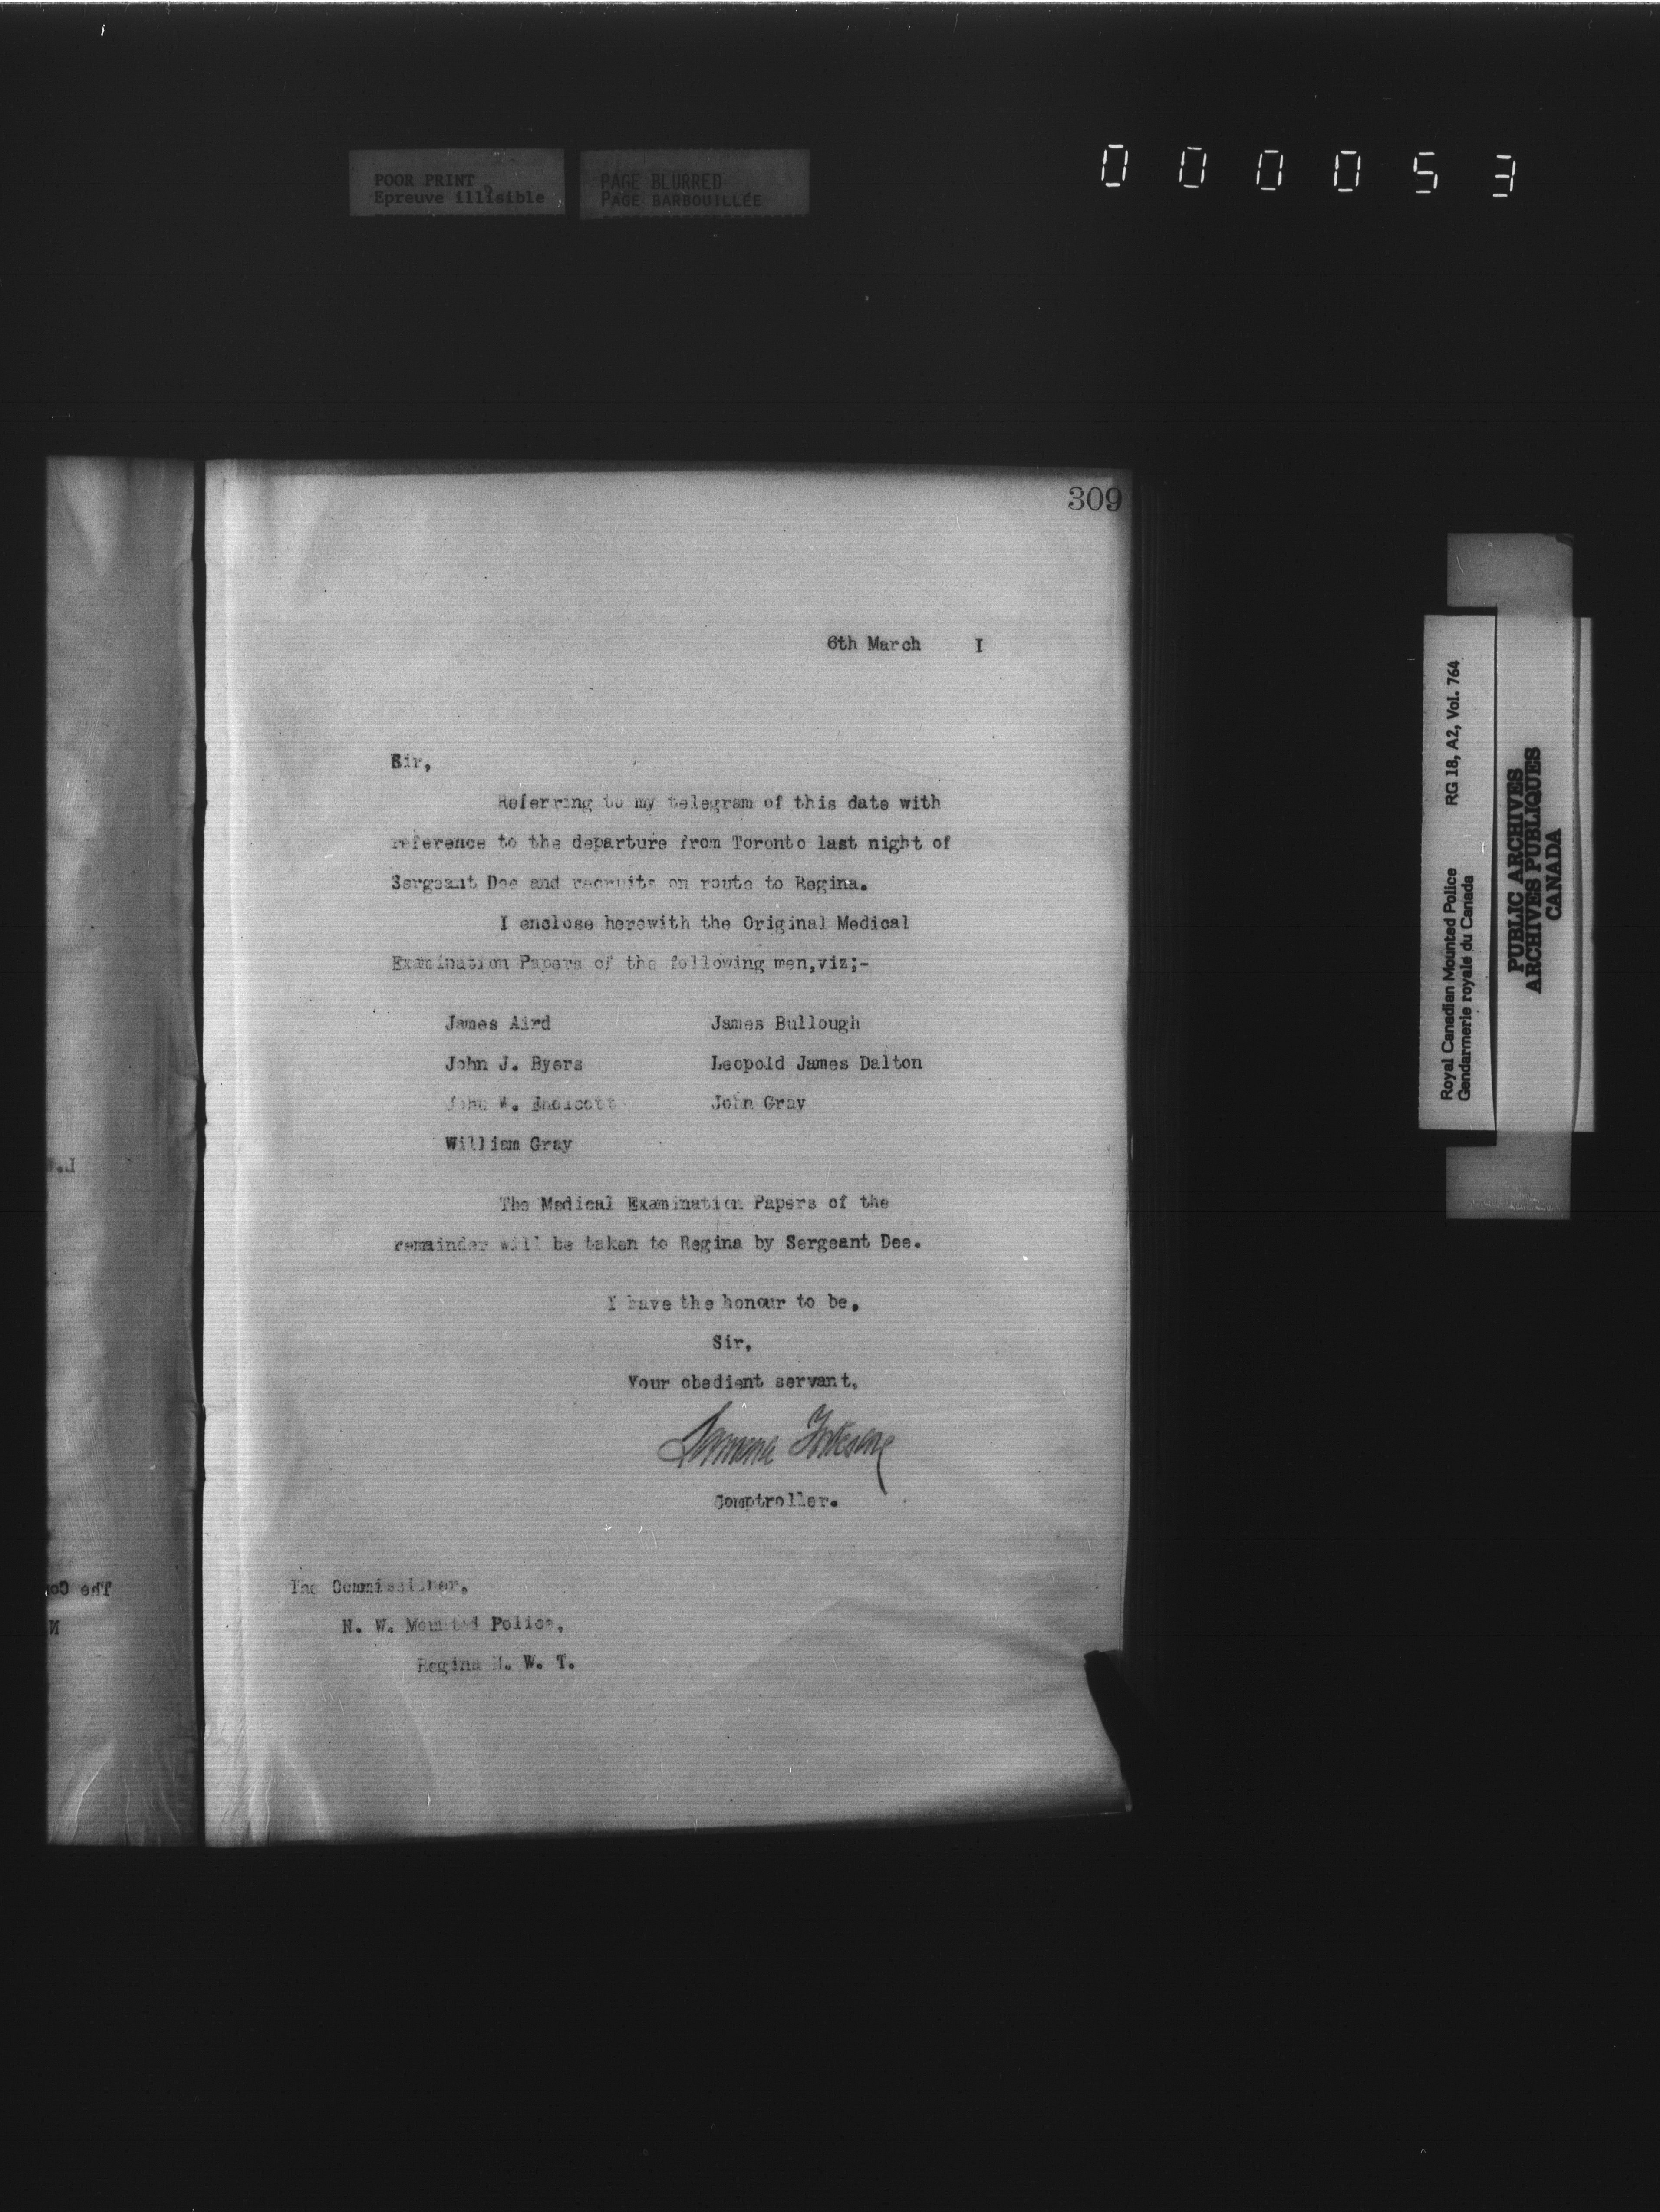 POOR PRINT
Epreuve illisible
PAGE BLURRED
PAGE BARBOUILLÉE
000053
309
6th March I
Sir,
Referring to my telegram of this date with
reference to the departure from Toronto last night of
Sergeant Dee and recruits en route to Regina.
I enclose herewith the Original Medical
Examination Papers of the following men,viz;-
James Aird James Bullough
John J. Byers Leopold James Dalton
John W. Endicott John Gray
William Gray
The Medical Examination Papers of the
remainder will be taken to Regina by Sergeant Dee.
I have the honour to be,
Sir,
Your obedient servant,
Comptroller.
The Commissioner,
N. W. Mounted Police,
Regina N. W. T.
The Co
N
Royal Canadian Mounted Police RG 18, A2, Vol. 764
Gendarmerie royale du Canada
PUBLIC ARCHIVES
ARCHIVES PUBLIQUES
CANADA